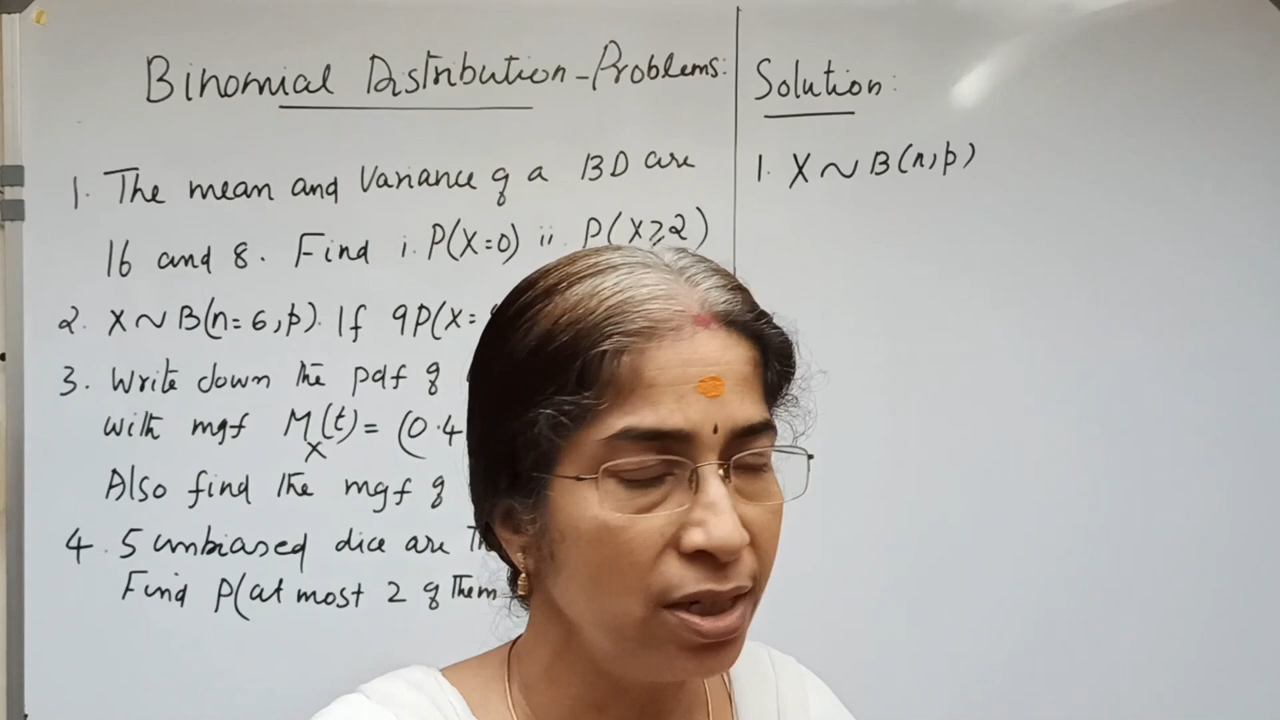 Binomial Distribution - Problems:
1. The mean and Variance of a BD are
16 and 8. Find i. P(X=0) ii. P(X≥2)
2. X ~ B(n=6, p). If 9P(X=
3. Write down the pdf of
with mgf M_X(t) = (0.4
Also find the mgf of
4. 5 unbiased dice are
Find P(at most 2 of them
Solution:
1. X ~ B(n, p)